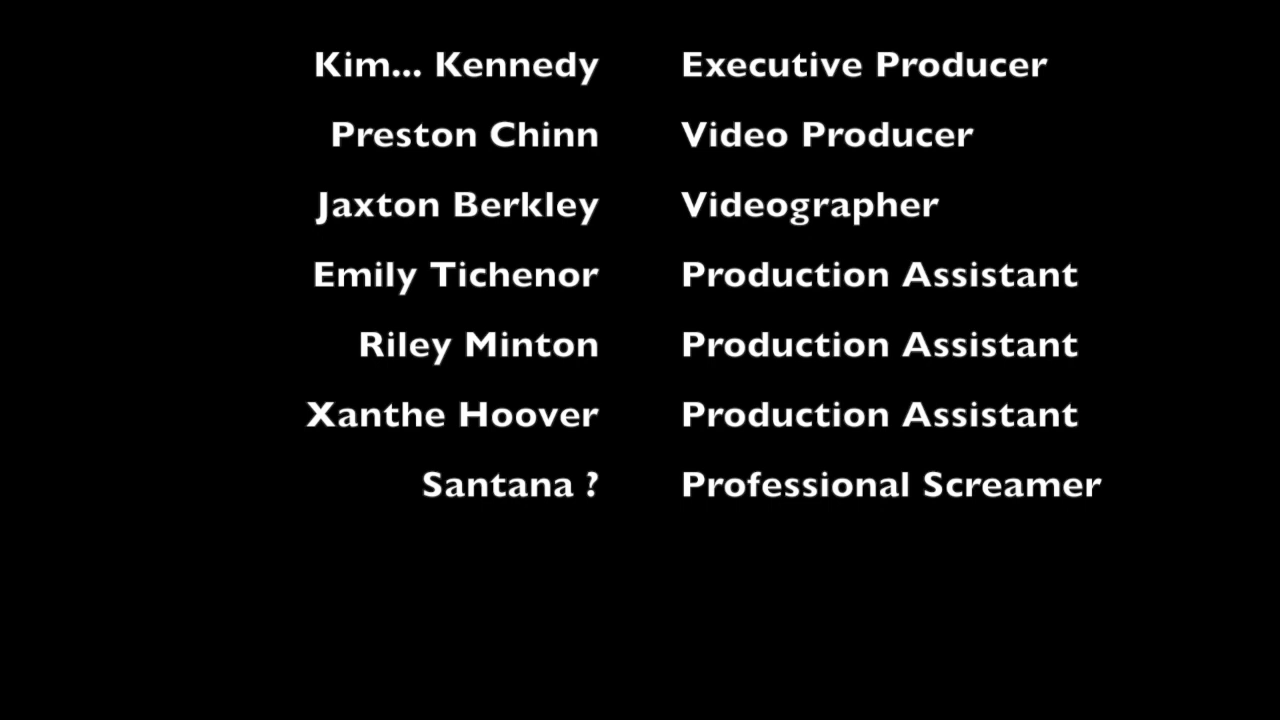 Kim... Kennedy Executive Producer
Preston Chinn Video Producer
Jaxton Berkley Videographer
Emily Tichenor Production Assistant
Riley Minton Production Assistant
Xanthe Hoover Production Assistant
Santana ? Professional Screamer